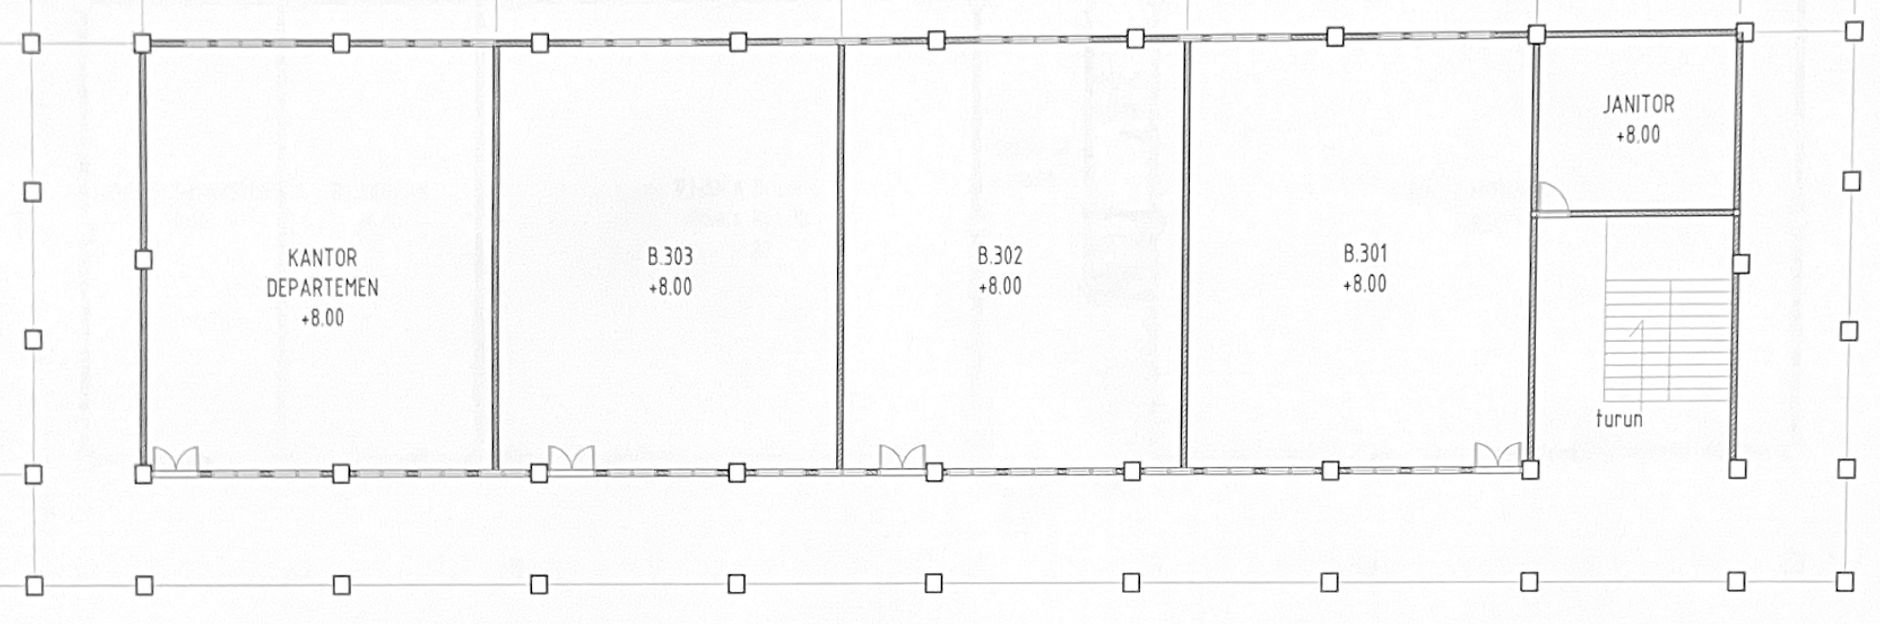 KANTOR
DEPARTEMEN
+8.00
B.303
+8.00
B.302
+8.00
B.301
+8.00
JANITOR
+8.00
turun